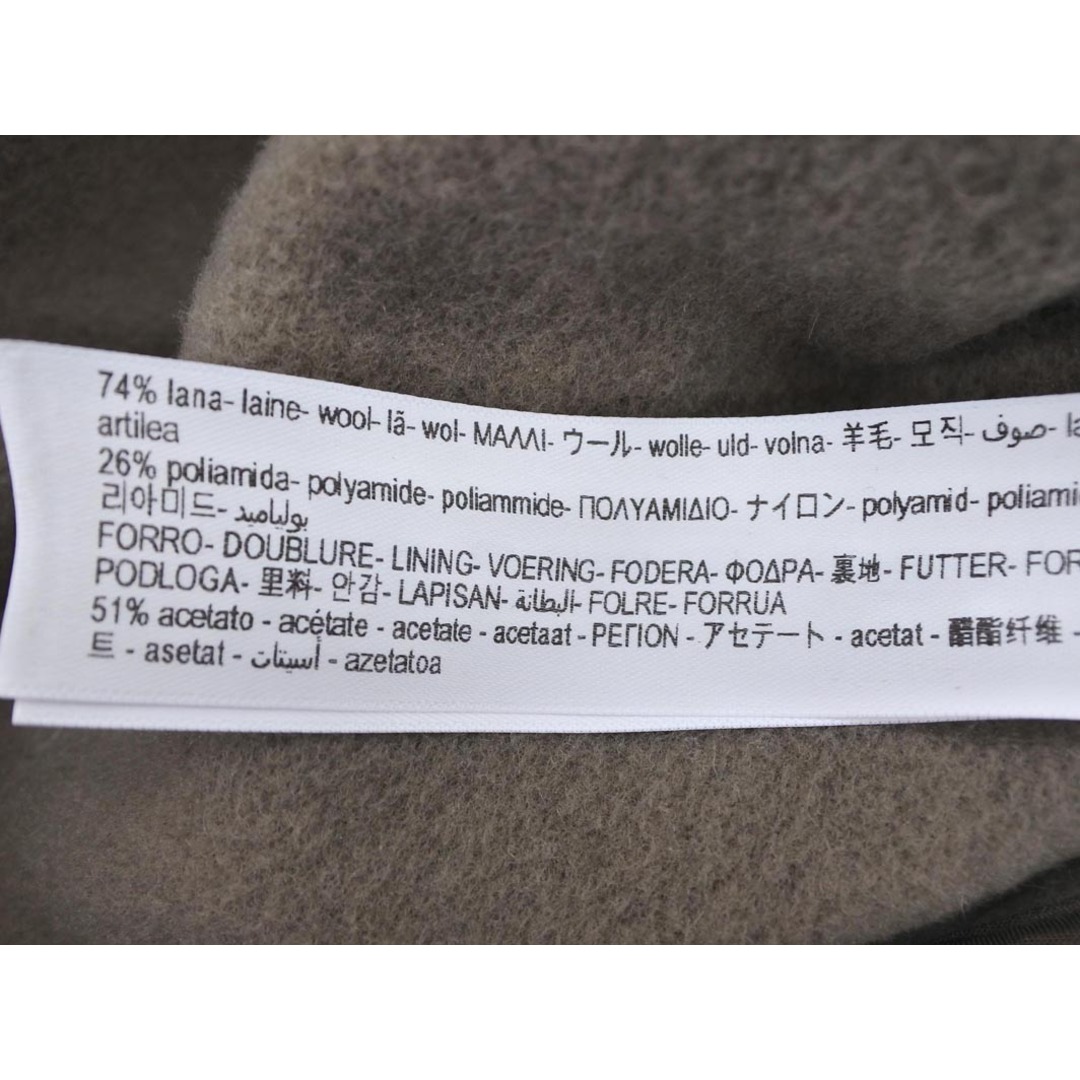 74% lana- laine- wool- lã- wol- ΜΑΛΛΙ- ウール- wolle- uld- volna- 羊毛- 모직- صوف- la
artilea
26% poliamida- polyamide- poliammide- ΠΟΛΥΑΜΙΔΙΟ- ナイロン- polyamid- poliami
리아미드- بولياميد
FORRO- DOUBLURE- LINING- VOERING- FODERA- ΦΟΔΡΑ- 裏地- FUTTER- FOR
PODLOGA- 里料- 안감- LAPISAN- البطانة- FOLRE- FORRUA
51% acetato - acétate - acetate - acetaat - ΡΕΓΙΟΝ - アセテート - acetat - 醋酯纤维 -
트 - asetat - أسيتات - azetatoa